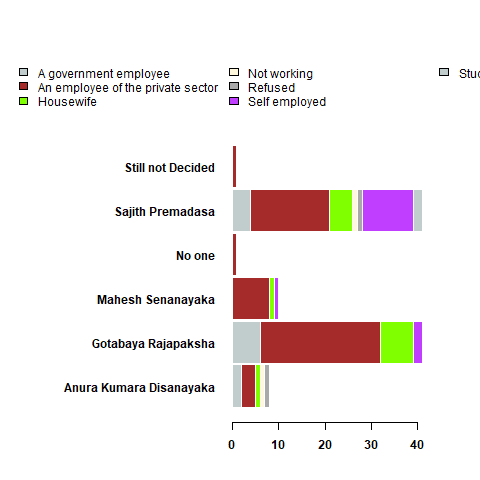 A government employee
An employee of the private sector
Housewife
Not working
Refused
Self employed
Stu
Still not Decided
Sajith Premadasa
No one
Mahesh Senanayaka
Gotabaya Rajapaksha
Anura Kumara Disanayaka
0 10 20 30 40